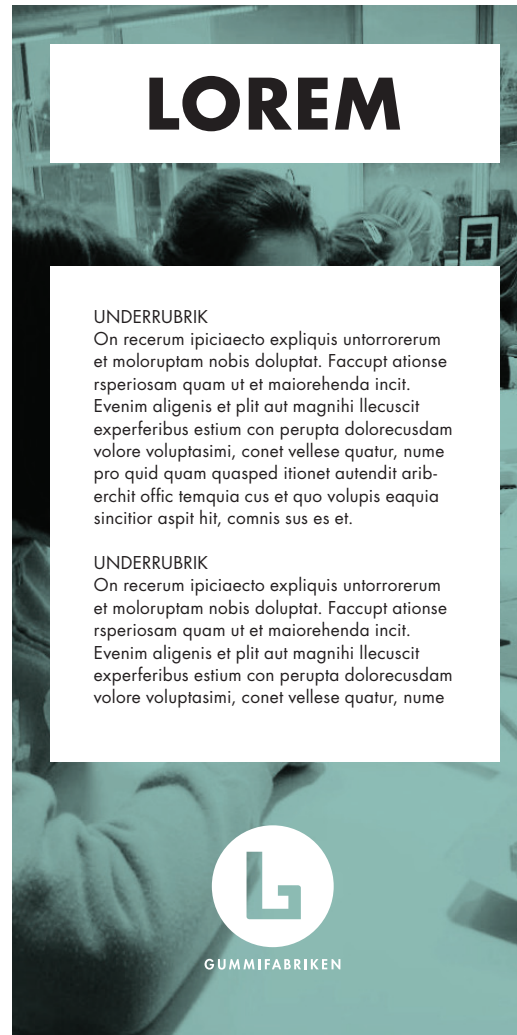 LOREM
UNDERRUBRIK
On recerum ipiciaecto expliquis untorrorerum
et moloruptam nobis doluptat. Faccupt ationse
rsperiosam quam ut et maiorehenda incit.
Evenim aligenis et plit aut magnihi llecuscit
experferibus estium con perupta dolorecusdam
volore voluptasimi, conet vellese quatur, nume
pro quid quam quasped itionet autendit arib-
erchit offic temquia cus et quo volupis eaquia
sincitior aspit hit, comnis sus es et.
UNDERRUBRIK
On recerum ipiciaecto expliquis untorrorerum
et moloruptam nobis doluptat. Faccupt ationse
rsperiosam quam ut et maiorehenda incit.
Evenim aligenis et plit aut magnihi llecuscit
experferibus estium con perupta dolorecusdam
volore voluptasimi, conet vellese quatur, nume
GUMMIFABRIKEN